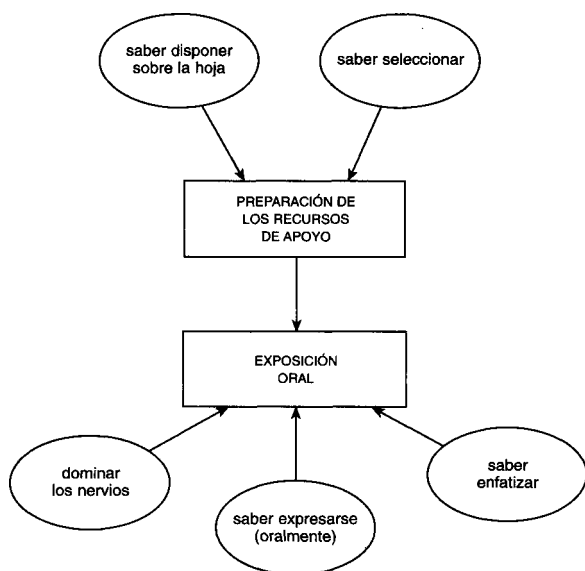 saber disponer
sobre la hoja
saber seleccionar
PREPARACIÓN DE
LOS RECURSOS
DE APOYO
EXPOSICIÓN
ORAL
dominar
los nervios
saber expresarse
(oralmente)
saber
enfatizar